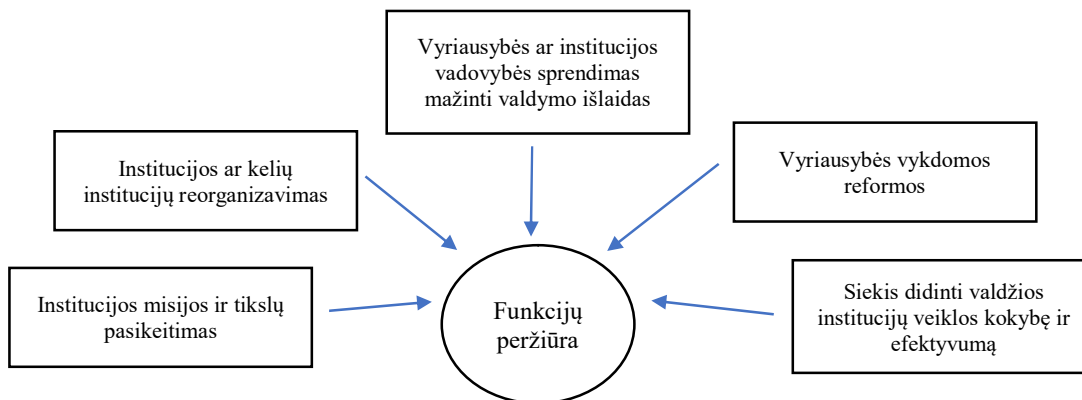 Vyriausybės ar institucijos
vadovybės sprendimas
mažinti valdymo išlaidas
Institucijos ar kelių
institucijų reorganizavimas
Vyriausybės vykdomos
reformos
Institucijos misijos ir tikslų
pasikeitimas
Funkcijų
peržiūra
Siekis didinti valdžios
institucijų veiklos kokybę ir
efektyvumą